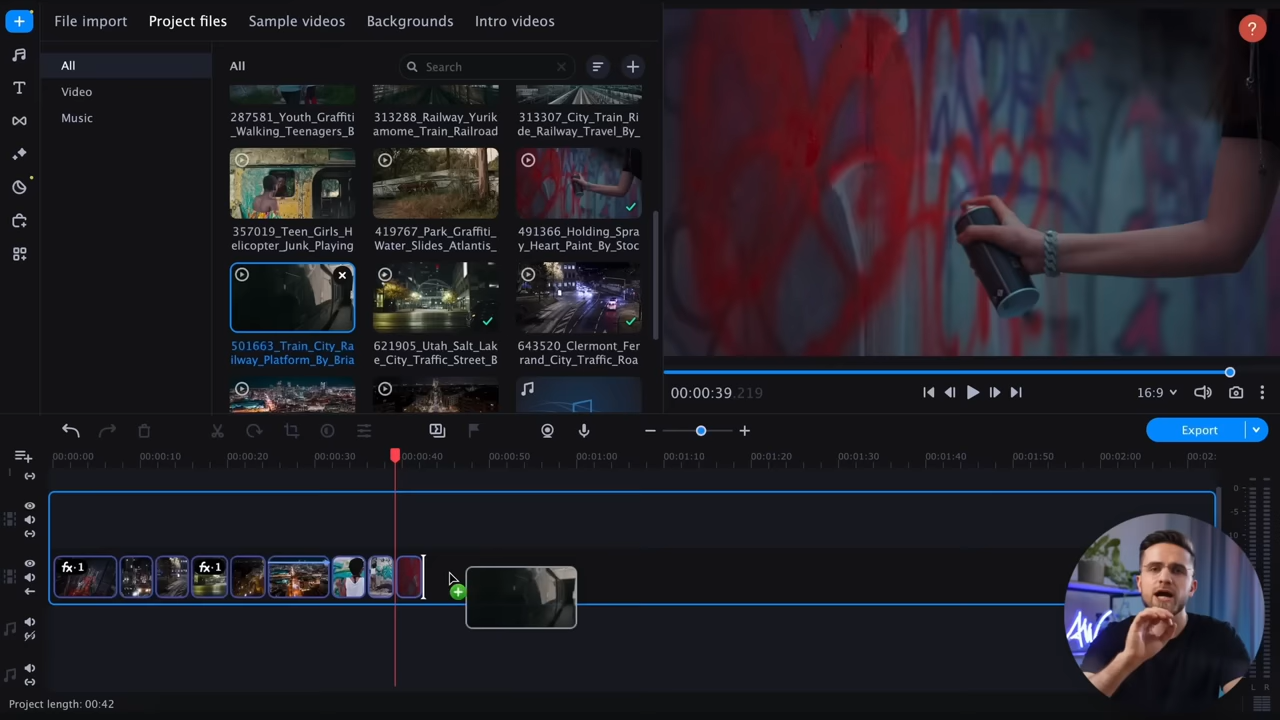 File import
Project files
Sample videos
Backgrounds
Intro videos
?
All
Video
Music
All
Search
287581_Youth_Graffiti
_Walking_Teenagers_B
313288_Railway_Yurik
amome_Train_Railroad
313307_City_Train_Ri
de_Railway_Travel_By_
357019_Teen_Girls_H
elicopter_Junk_Playing
419767_Park_Graffiti_
Water_Slides_Atlantis_
491366_Holding_Spra
y_Heart_Paint_By_Stoc
501663_Train_City_Ra
ilway_Platform_By_Bria
621905_Utah_Salt_Lak
e_City_Traffic_Street_B
643520_Clermont_Fer
rand_City_Traffic_Roa
00:00:39.219
16:9
Export
00:00:00
00:00:10
00:00:20
00:00:30
00:00:40
00:00:50
00:01:00
00:01:10
00:01:20
00:01:30
00:01:40
00:01:50
00:02:00
00:02:
0
-5
-10
fx·1
fx·1
L R
Project length: 00:42